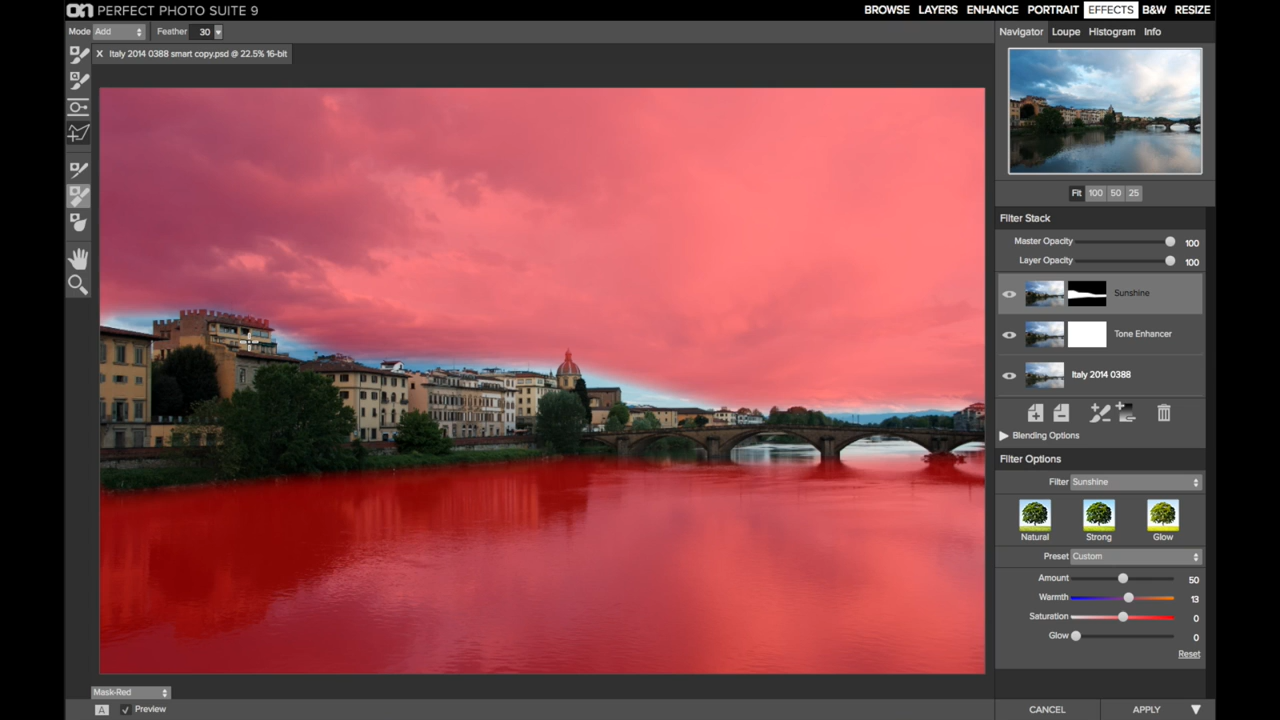 on PERFECT PHOTO SUITE 9
BROWSE LAYERS ENHANCE PORTRAIT EFFECTS B&W RESIZE
Mode Add Feather 30
Navigator Loupe Histogram Info
X Italy 2014 0388 smart copy.psd @ 22.5% 16-bit
Fit 100 50 25
Filter Stack
Master Opacity 100
Layer Opacity 100
Sunshine
Tone Enhancer
Italy 2014 0388
Blending Options
Filter Options
Filter Sunshine
Natural Strong Glow
Preset Custom
Amount 50
Warmth 13
Saturation 0
Glow 0
Reset
Mask-Red
A Preview
CANCEL APPLY